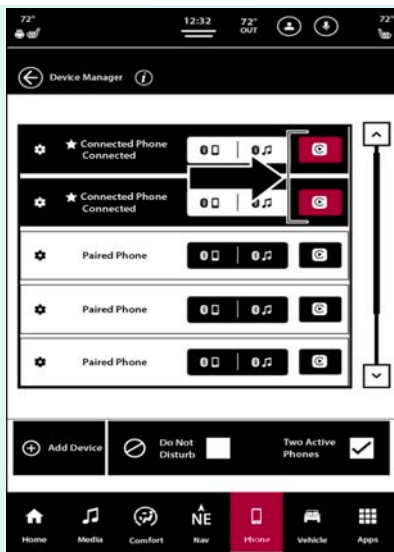 72°
12:32
72°
OUT
72°
Device Manager
Connected Phone
Connected
Connected Phone
Connected
Paired Phone
Paired Phone
Paired Phone
Add Device
Do Not
Disturb
Two Active
Phones
NE
Home Media Comfort Nav Phone Vehicle Apps